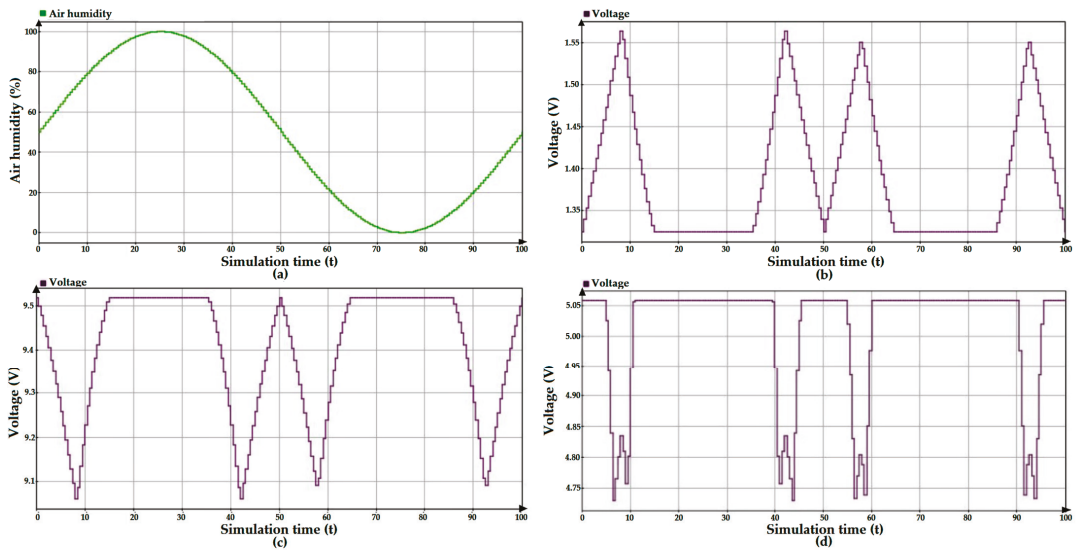 Air humidity
Air humidity (%)
100
80
60
40
20
0
0 10 20 30 40 50 60 70 80 90 100
Simulation time (t)
(a)
Voltage
Voltage (V)
1.55
1.50
1.45
1.40
1.35
0 10 20 30 40 50 60 70 80 90 100
Simulation time (t)
(b)
Voltage
Voltage (V)
9.5
9.4
9.3
9.2
9.1
0 10 20 30 40 50 60 70 80 90 100
Simulation time (t)
(c)
Voltage
Voltage (V)
5.05
5.00
4.95
4.90
4.85
4.80
4.75
0 10 20 30 40 50 60 70 80 90 100
Simulation time (t)
(d)